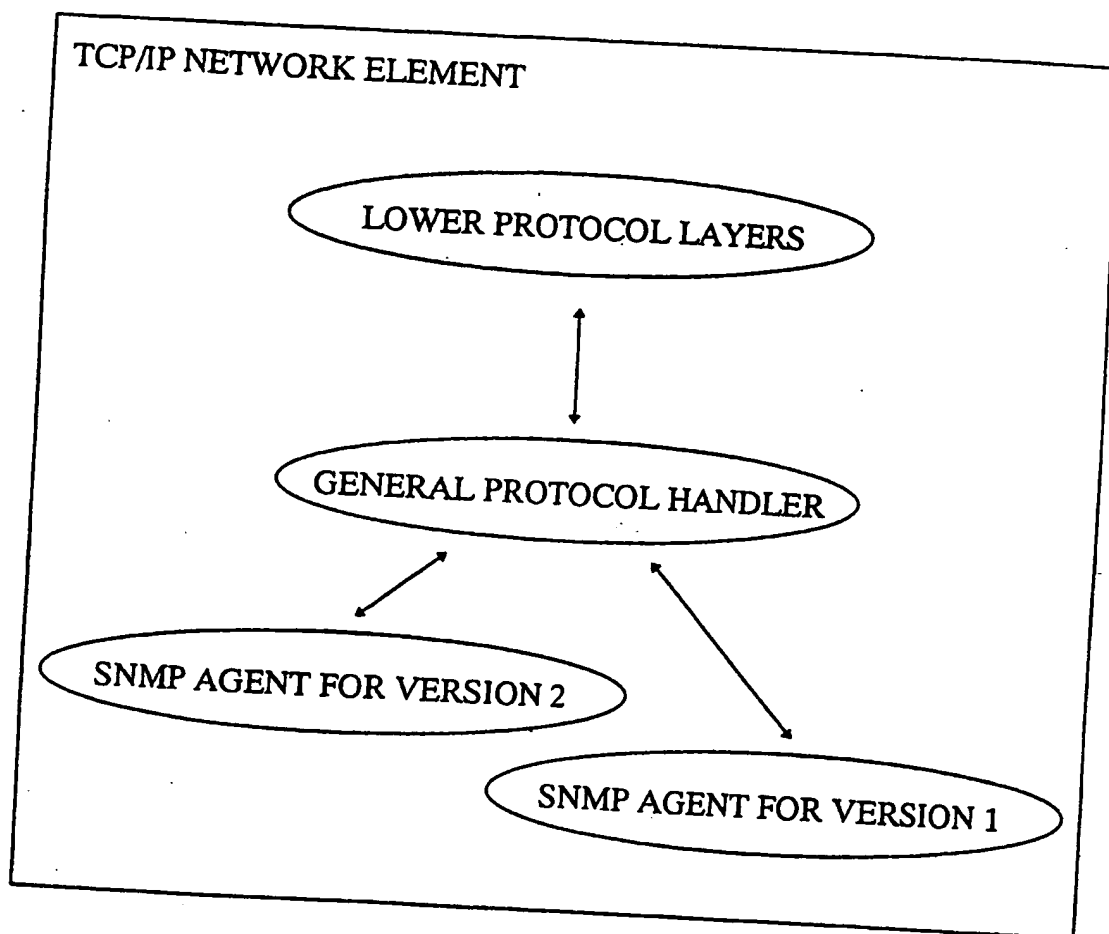 TCP/IP NETWORK ELEMENT
LOWER PROTOCOL LAYERS
GENERAL PROTOCOL HANDLER
SNMP AGENT FOR VERSION 2
SNMP AGENT FOR VERSION 1